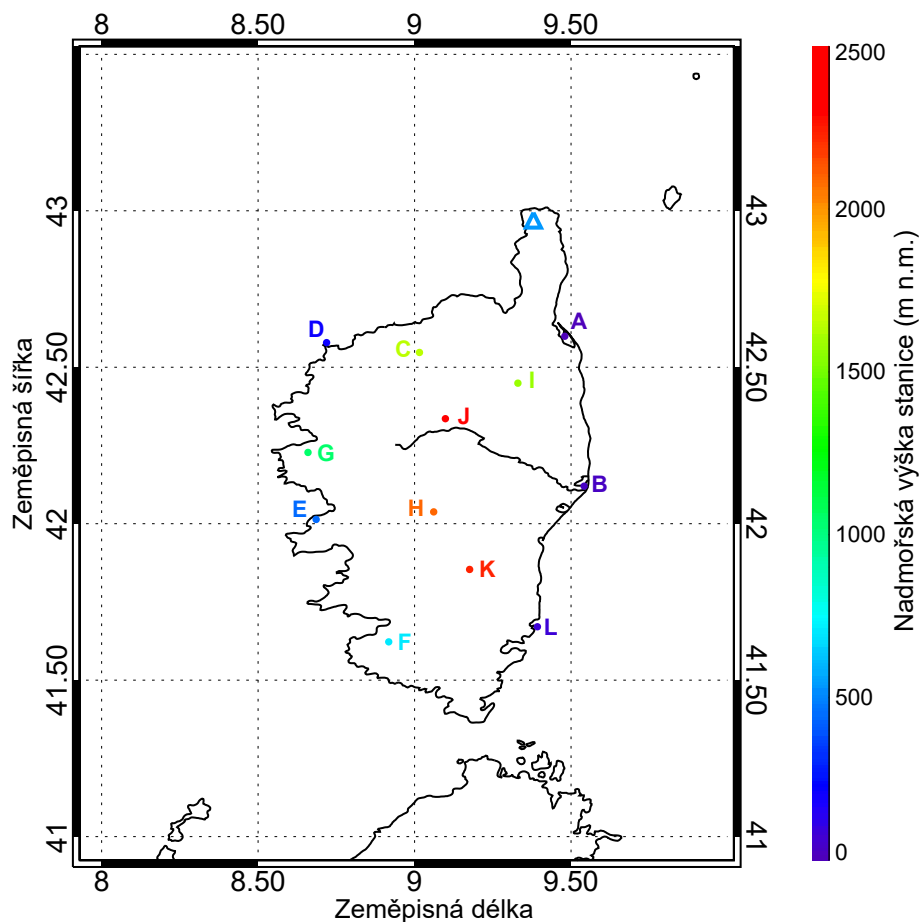 8 8.50 9 9.50
2500
43 43
2000
A
D
42.50 C 42.50
I
1500
J
G
B
E H
42 42
1000
K
L
F
41.50 41.50
500
41 41
0
8 8.50 9 9.50
Zeměpisná délka
Zeměpisná šířka
Nadmořská výška stanice (m n.m.)